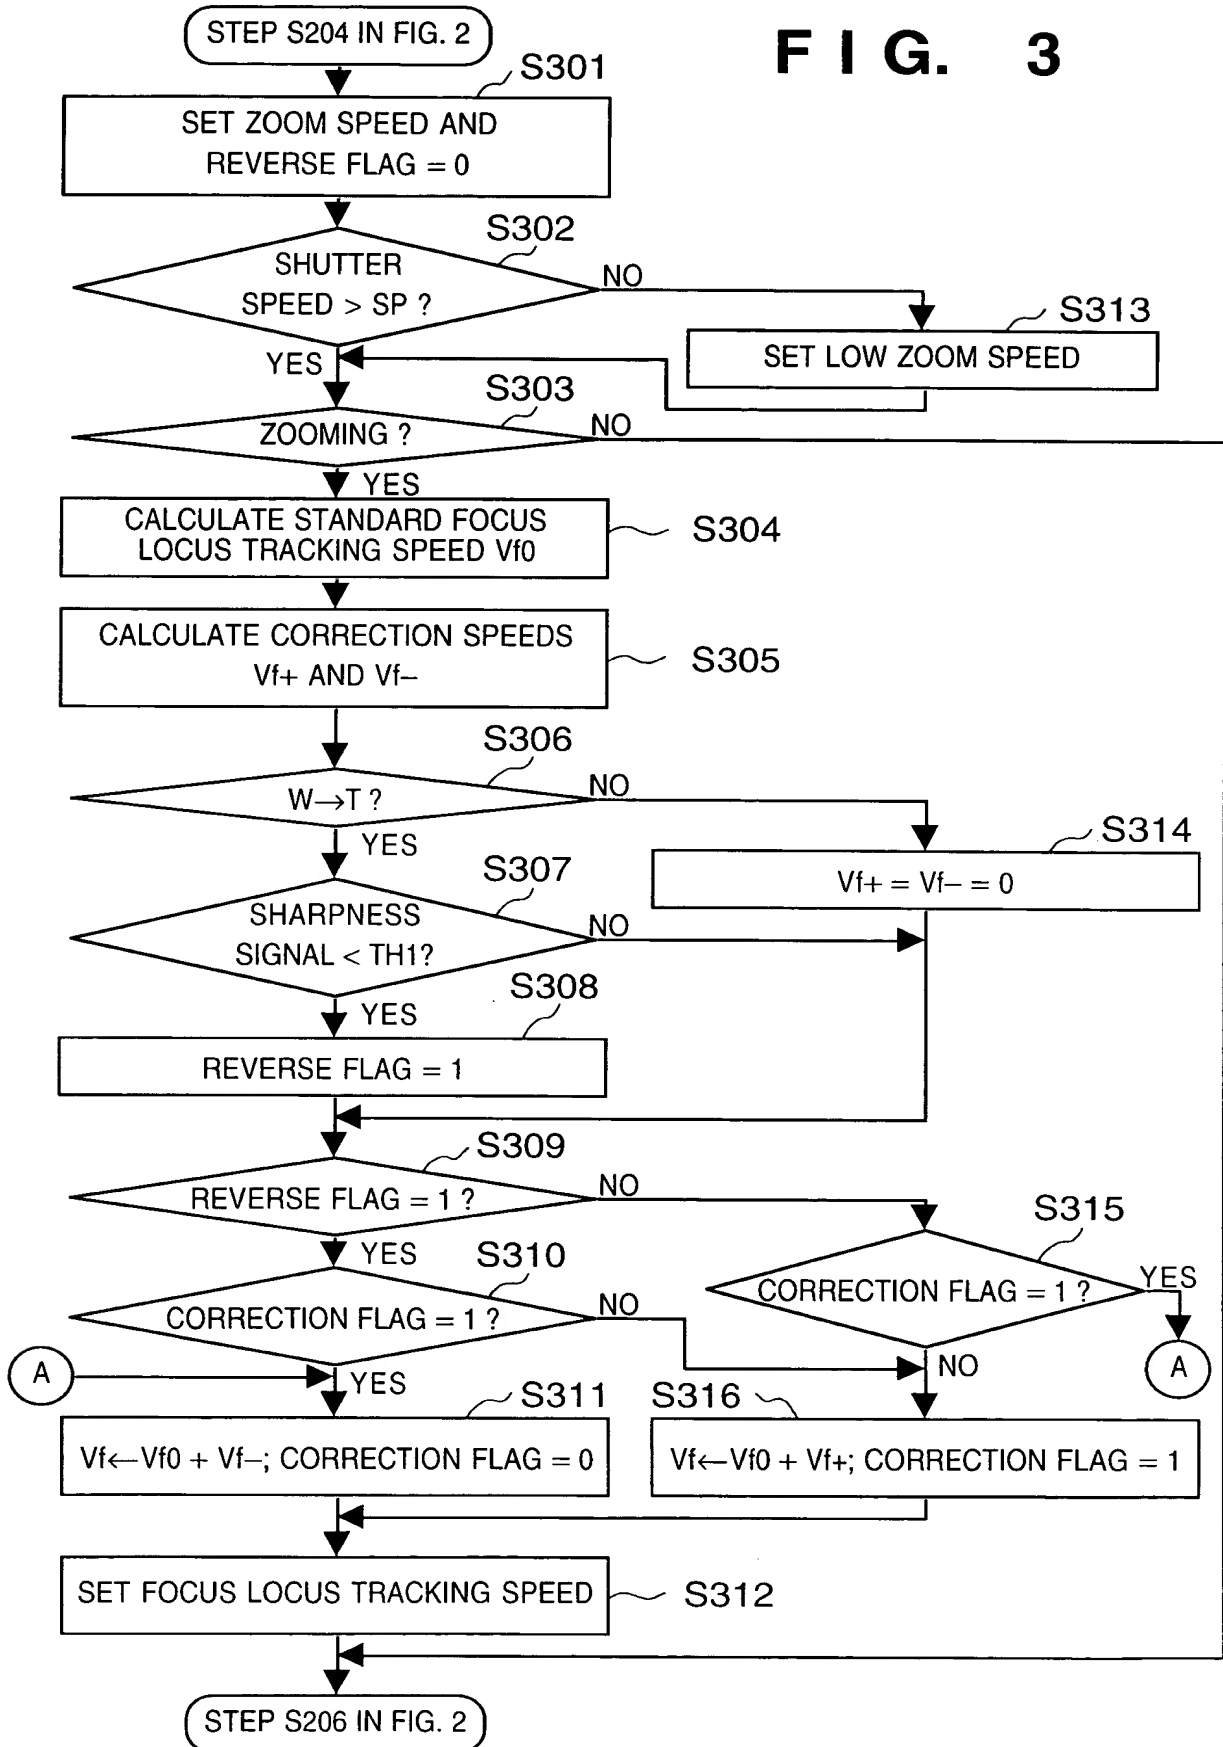 FIG. 3
STEP S204 IN FIG. 2
S301
SET ZOOM SPEED AND
REVERSE FLAG = 0
S302
SHUTTER
SPEED > SP ?
NO
YES
S313
SET LOW ZOOM SPEED
S303
ZOOMING ?
NO
YES
CALCULATE STANDARD FOCUS
LOCUS TRACKING SPEED Vf0
S304
CALCULATE CORRECTION SPEEDS
Vf+ AND Vf–
S305
S306
W→T ?
NO
YES
S314
Vf+ = Vf– = 0
S307
SHARPNESS
SIGNAL < TH1?
NO
YES
S308
REVERSE FLAG = 1
S309
REVERSE FLAG = 1 ?
NO
YES
S315
CORRECTION FLAG = 1 ?
YES
A
NO
S310
CORRECTION FLAG = 1 ?
NO
A
YES
S311
Vf←Vf0 + Vf–; CORRECTION FLAG = 0
S316
Vf←Vf0 + Vf+; CORRECTION FLAG = 1
SET FOCUS LOCUS TRACKING SPEED
S312
STEP S206 IN FIG. 2